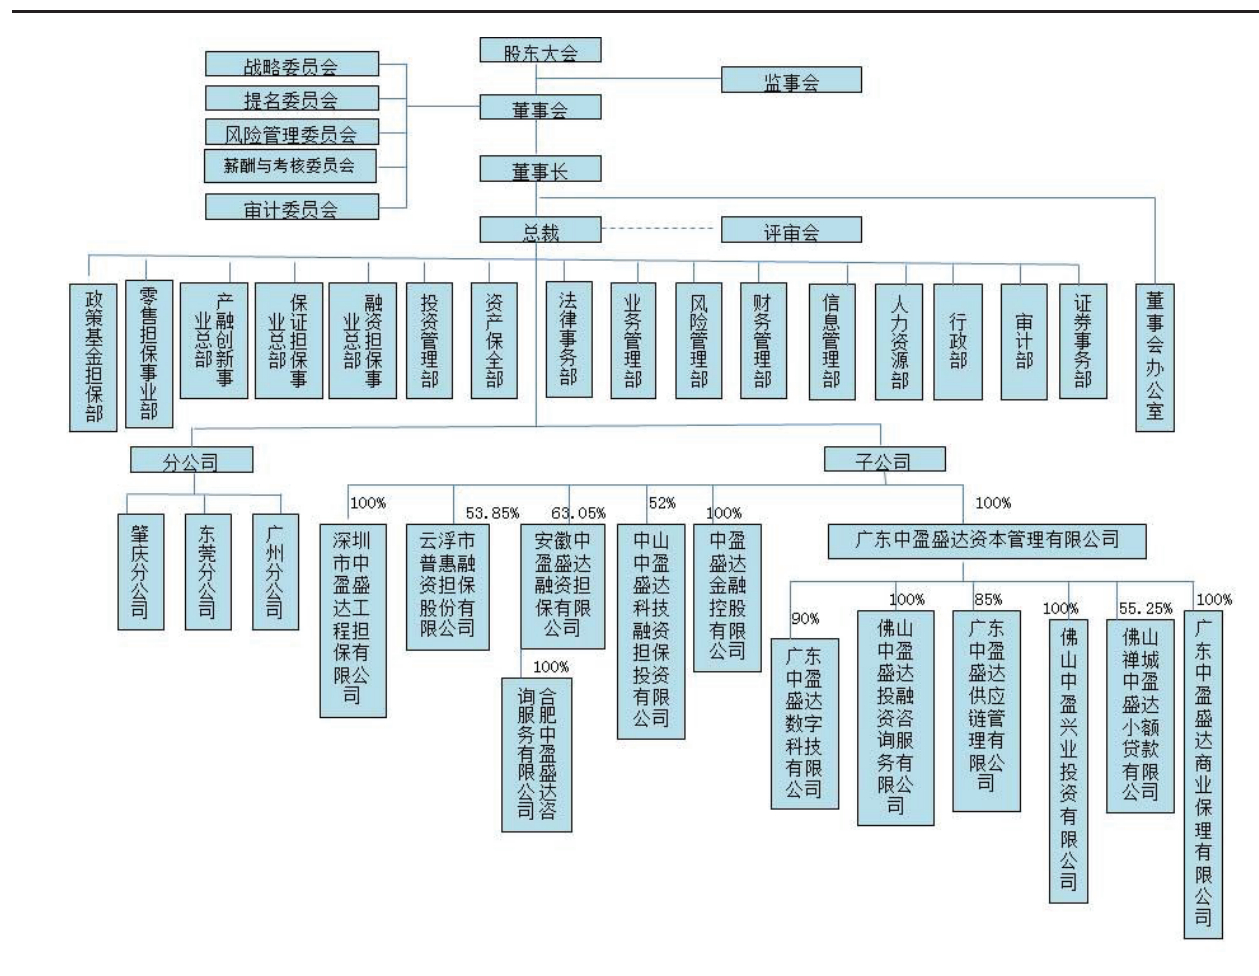 股东大会
战略委员会
监事会
提名委员会
董事会
风险管理委员会
薪酬与考核委员会
董事长
审计委员会
总裁
评审会
政策基金担保部
零售担保事业部
产融创新事
业总部
保证担保事
业总部
融资担保事
业总部
投资管理部
资产保全部
法律事务部
业务管理部
风险管理部
财务管理部
信息管理部
人力资源部
行政部
审计部
证券事务部
董事会办公室
分公司
子公司
肇庆分公司
东莞分公司
广州分公司
100%
深圳
市中
盈盛
达工
程担
保有
限公
司
53.85%
云浮市
普惠融
资担保
股份有
限公司
63.05%
安徽中
盈盛达
融资担
保有限
公司
100%
合肥中盈盛达咨
询服务有限公司
52%
中山
中盈
盛达
科技
融资
担保
投资
有限
公司
100%
中盈
盛达
金融
控股
有限
公司
100%
广东中盈盛达资本管理有限公司
90%
广东
中盈
盛达
数字
科技
有限
公司
100%
佛山
中盈
盛达
投融
资咨
询服
务有
限公
司
85%
广东
中盈
盛达
供应
链管
理有
限公
司
100%
佛山中盈兴业投资有限公司
55.25%
佛山
禅城
中盈
盛达
小额
贷款
有限
公司
100%
广东中盈盛达商业保理有限公司